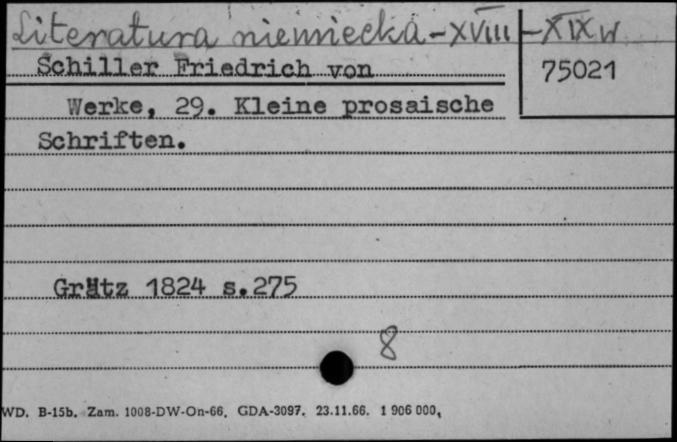 Literatura niemiecka-XVIII-XIX w.
Schiller Friedrich von
75021
Werke, 29. Kleine prosaische
Schriften.
Grätz 1824 s.275
8
WD. B-15b. Zam. 1008-DW-On-66. GDA-3097. 23.11.66. 1 906 000,